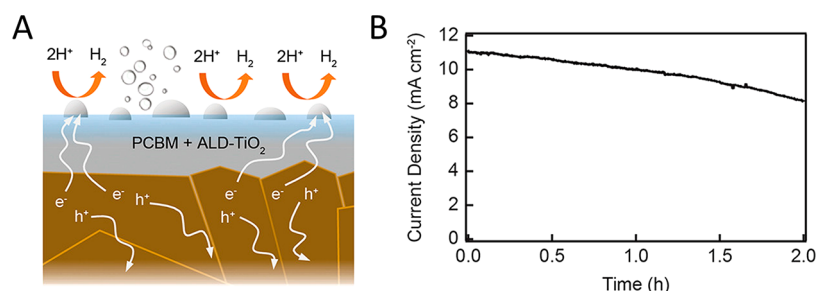 A
2H⁺ H₂ 2H⁺ H₂ 2H⁺ H₂
PCBM + ALD-TiO₂
e⁻ e⁻ h⁺ h⁺ e⁻ h⁺ e⁻ h⁺
B
Current Density (mA cm⁻²)
12
10
8
6
4
2
0
0.0 0.5 1.0 1.5 2.0
Time (h)